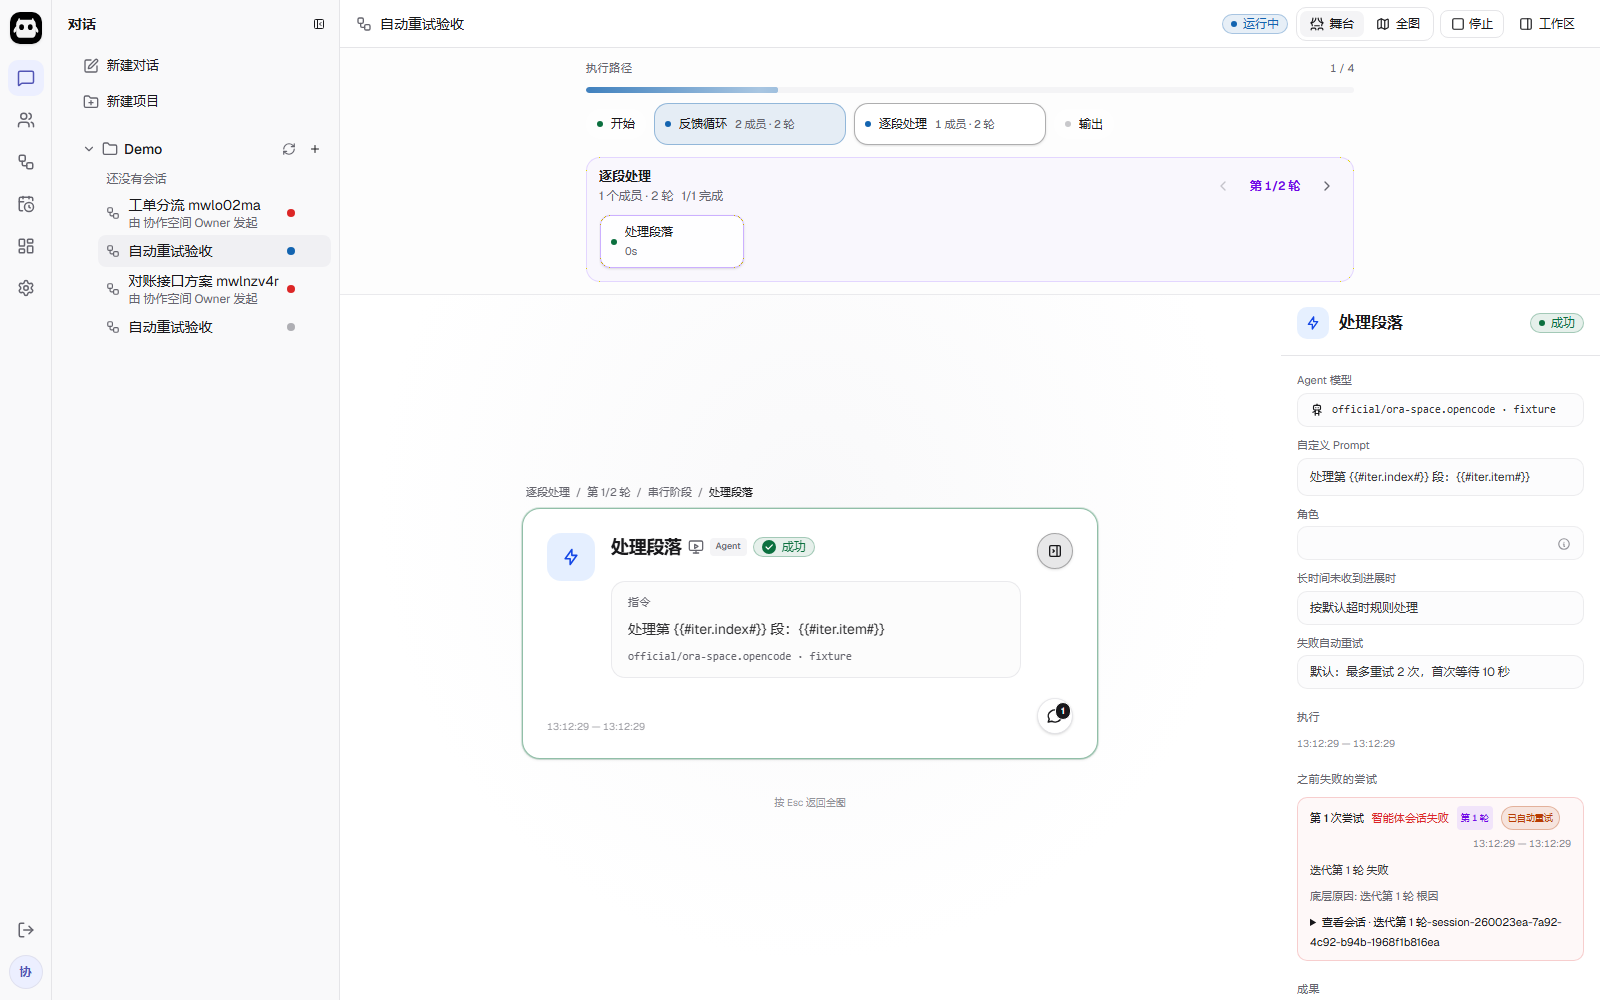 对话
新建对话
新建项目
Demo
还没有会话
工单分流 mwlo02ma
由 协作空间 Owner 发起
自动重试验收
对账接口方案 mwlnzv4r
由 协作空间 Owner 发起
自动重试验收
协
自动重试验收
运行中
舞台
全图
停止
工作区
执行路径
1 / 4
开始
反馈循环 2 成员 · 2 轮
逐段处理 1 成员 · 2 轮
输出
逐段处理
1 个成员 · 2 轮 1/1 完成
第 1/2 轮
处理段落
0s
逐段处理 / 第 1/2 轮 / 串行阶段 / 处理段落
处理段落 Agent 成功
指令
处理第 {{#iter.index#}} 段：{{#iter.item#}}
official/ora-space.opencode · fixture
13:12:29 — 13:12:29
1
按 Esc 返回全图
处理段落
成功
Agent 模型
official/ora-space.opencode · fixture
自定义 Prompt
处理第 {{#iter.index#}} 段：{{#iter.item#}}
角色
长时间未收到进展时
按默认超时规则处理
失败自动重试
默认：最多重试 2 次，首次等待 10 秒
执行
13:12:29 — 13:12:29
之前失败的尝试
第 1 次尝试 智能体会话失败 第 1 轮 已自动重试
13:12:29 — 13:12:29
迭代第 1 轮 失败
底层原因: 迭代第 1 轮 根因
查看会话 · 迭代第 1 轮-session-260023ea-7a92-
4c92-b94b-1968f1b816ea
成果